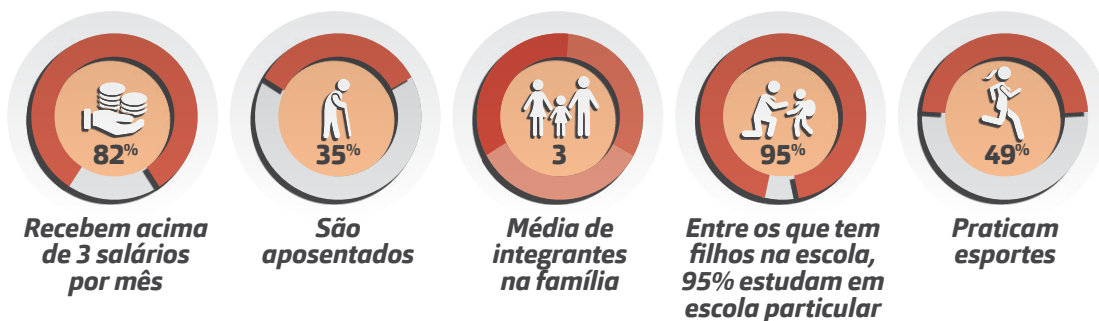 82%
Recebem acima
de 3 salários
por mês
35%
São
aposentados
3
Média de
integrantes
na família
95%
Entre os que tem
filhos na escola,
95% estudam em
escola particular
49%
Praticam
esportes